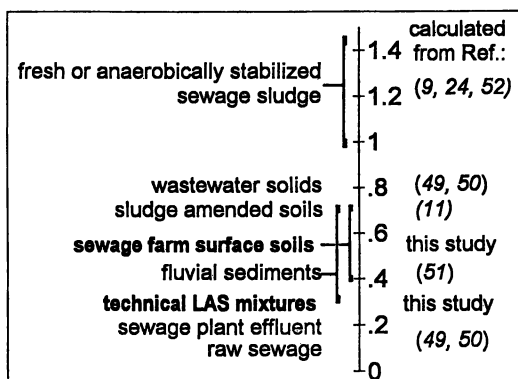 calculated
from Ref.:
1.4
fresh or anaerobically stabilized
sewage sludge
1.2
(9, 24, 52)
1
wastewater solids
.8
(49, 50)
sludge amended soils
(11)
sewage farm surface soils
.6
this study
fluvial sediments
.4
(51)
technical LAS mixtures
this study
sewage plant effluent
.2
(49, 50)
raw sewage
0